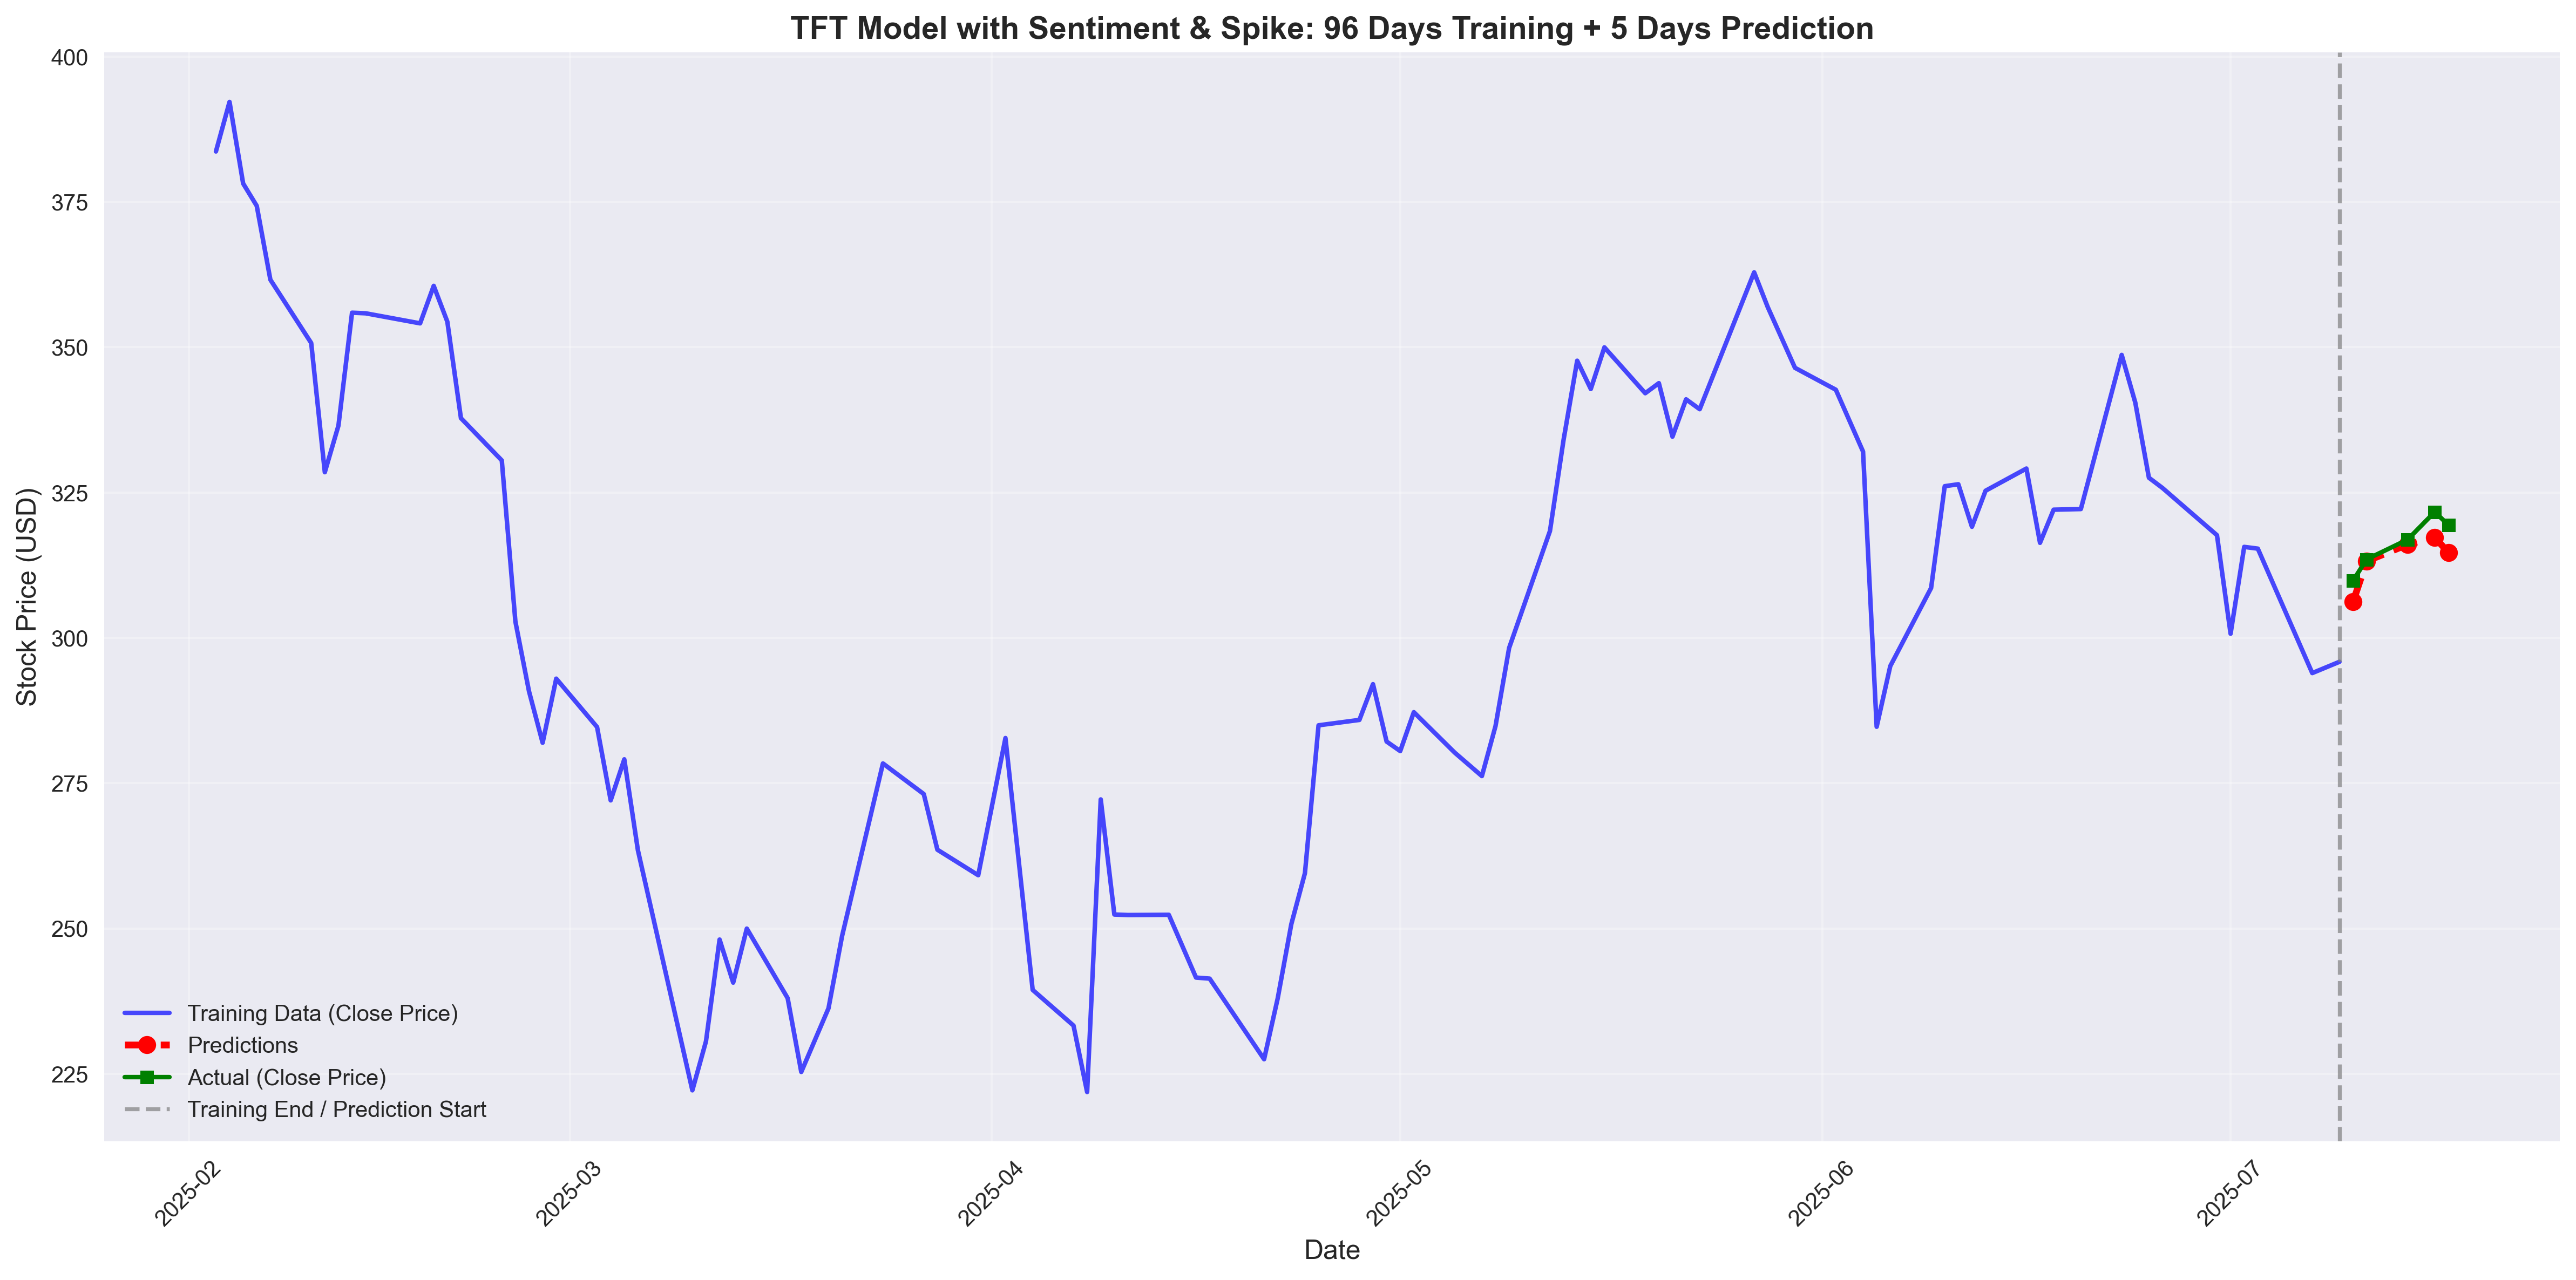 TFT Model with Sentiment & Spike: 96 Days Training + 5 Days Prediction
Stock Price (USD)
400
375
350
325
300
275
250
225
Training Data (Close Price)
Predictions
Actual (Close Price)
Training End / Prediction Start
2025-02
2025-03
2025-04
2025-05
2025-06
2025-07
Date